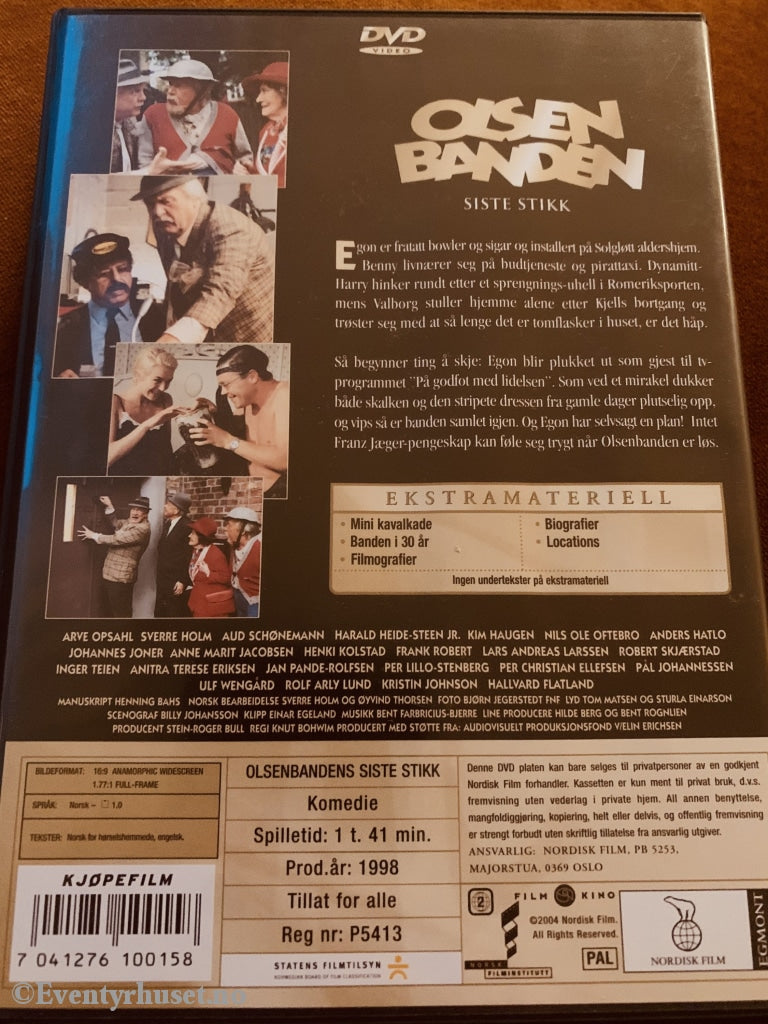 DVD
VIDEO
OLSEN
BANDEN
SISTE STIKK
Egon er fratatt bowler og sigar og installert på Solgløtt aldershjem.
Benny livnærer seg på budtjeneste og pirattaxi. Dynamitt-
Harry hinker rundt etter et sprengnings-uhell i Romeriksporten,
mens Valborg stuller hjemme alene etter Kjells bortgang og
trøster seg med at så lenge det er tomflasker i huset, er det håp.
Så begynner ting å skje: Egon blir plukket ut som gjest til tv-
programmet "På godfot med lidelsen". Som ved et mirakel dukker
både skalken og den stripete dressen fra gamle dager plutselig opp,
og vips så er banden samlet igjen. Og Egon har selvsagt en plan! Intet
Franz Jæger-pengeskap kan føle seg trygt når Olsenbanden er løs.
EKSTRAMATERIELL
• Mini kavalkade
• Banden i 30 år
• Filmografier
• Biografier
• Locations
Ingen undertekster på ekstramateriell
ARVE OPSAHL SVERRE HOLM AUD SCHØNEMANN HARALD HEIDE-STEEN JR. KIM HAUGEN NILS OLE OFTEBRO ANDERS HATLO
JOHANNES JONER ANNE MARIT JACOBSEN HENKI KOLSTAD FRANK ROBERT LARS ANDREAS LARSSEN ROBERT SKJÆRSTAD
INGER TEIEN ANITRA TERESE ERIKSEN JAN PANDE-ROLFSEN PER LILLO-STENBERG PER CHRISTIAN ELLEFSEN PÅL JOHANNESSEN
ULF WENGÅRD ROLF ARLY LUND KRISTIN JOHNSON HALLVARD FLATLAND
MANUSKRIPT HENNING BAHS NORSK BEARBEIDELSE SVERRE HOLM OG ØYVIND THORSEN FOTO BJØRN JEGERSTEDT FNF LYD TOM MATSEN OG STURLA EINARSON
SCENOGRAF BILLY JOHANSSON KLIPP EINAR EGELAND MUSIKK BENT FARBRICIUS-BJERRE LINE PRODUCERE HILDE BERG OG BENT ROGNLIEN
PRODUCENT STEIN-ROGER BULL REGI KNUT BOHWIM PRODUCERT MED STØTTE FRA: AUDIOVISUELT PRODUKSJONSFOND V/ELIN ERICHSEN
BILDEFORMAT: 16:9 ANAMORPHIC WIDESCREEN
1.77:1 FULL-FRAME
SPRÅK: Norsk – 1.0
TEKSTER: Norsk for hørselshemmede, engelsk.
KJØPEFILM
7 041276 100158
OLSENBANDENS SISTE STIKK
Komedie
Spilletid: 1 t. 41 min.
Prod.år: 1998
Tillat for alle
Reg nr: P5413
STATENS FILMTILSYN
NORWEGIAN BOARD OF FILM CLASSIFICATION
Denne DVD platen kan bare selges til privatpersoner av en godkjent
Nordisk Film forhandler. Kassetten er kun ment til privat bruk, d.v.s.
fremvisning uten vederlag i private hjem. All annen benyttelse,
mangfoldiggjøring, kopiering, helt eller delvis, og offentlig fremvisning
er strengt forbudt uten skriftlig tillatelse fra ansvarlig utgiver.
ANSVARLIG: NORDISK FILM, PB 5253,
MAJORSTUA, 0369 OSLO
2
FILM KINO
©2004 Nordisk Film.
All Rights Reserved.
NORSK
FILMINSTITUTT
PAL
NORDISK FILM
EGMONT
©Eventyrhuset.no